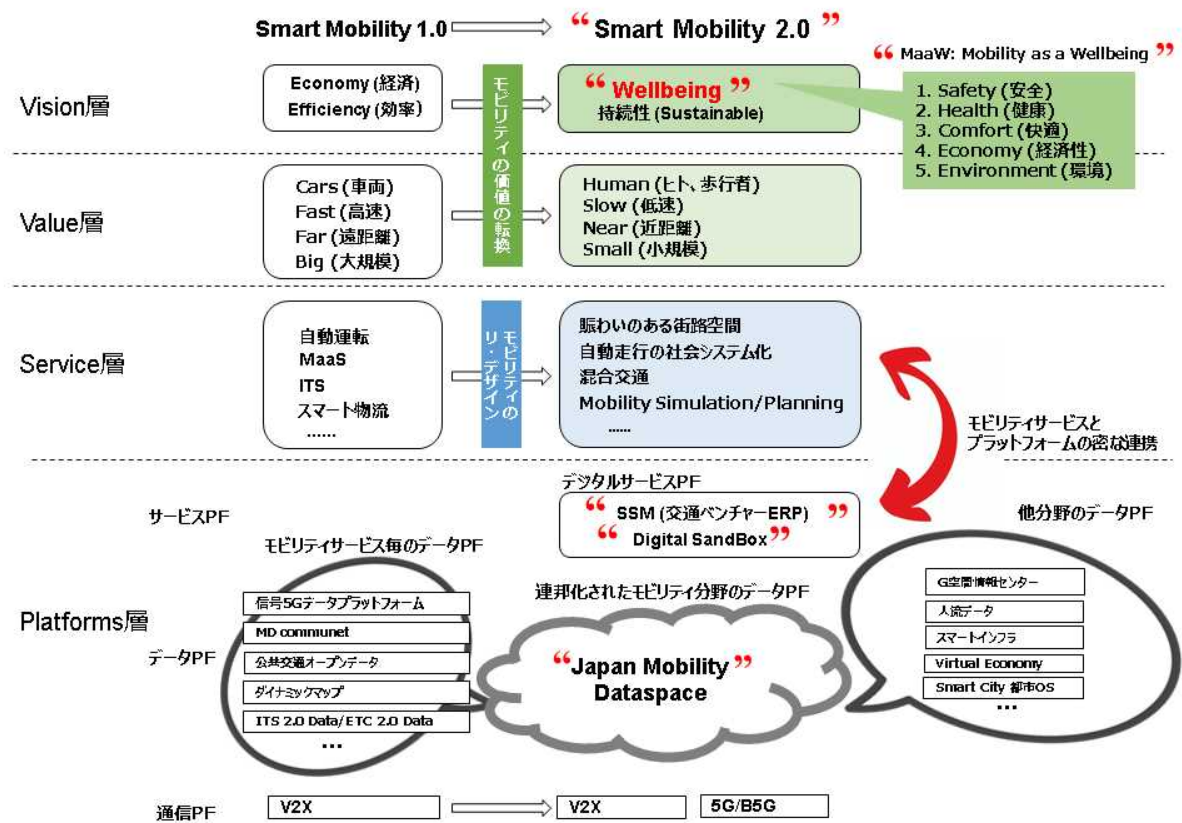 Smart Mobility 1.0
“ Smart Mobility 2.0 ”
“ MaaW: Mobility as a Wellbeing ”
Vision層
Economy (経済)
Efficiency (効率)
モビリティの価値の転換
“ Wellbeing ”
持続性 (Sustainable)
1. Safety (安全)
2. Health (健康)
3. Comfort (快適)
4. Economy (経済性)
5. Environment (環境)
Value層
Cars (車両)
Fast (高速)
Far (遠距離)
Big (大規模)
Human (ヒト、歩行者)
Slow (低速)
Near (近距離)
Small (小規模)
Service層
自動運転
MaaS
ITS
スマート物流
......
モビリティの
リ・デザイン
賑わいのある街路空間
自動走行の社会システム化
混合交通
Mobility Simulation/Planning
......
モビリティサービスと
プラットフォームの密な連携
Platforms層
サービスPF
デジタルサービスPF
“ SSM (交通ベンチャーERP) ”
“ Digital SandBox ”
モビリティサービス毎のデータPF
データPF
信号5Gデータプラットフォーム
MD communet
公共交通オープンデータ
ダイナミックマップ
ITS 2.0 Data/ETC 2.0 Data
...
連邦化されたモビリティ分野のデータPF
“Japan Mobility ”
Dataspace
他分野のデータPF
G空間情報センター
人流データ
スマートインフラ
Virtual Economy
Smart City 都市OS
...
通信PF
V2X
V2X
5G/B5G